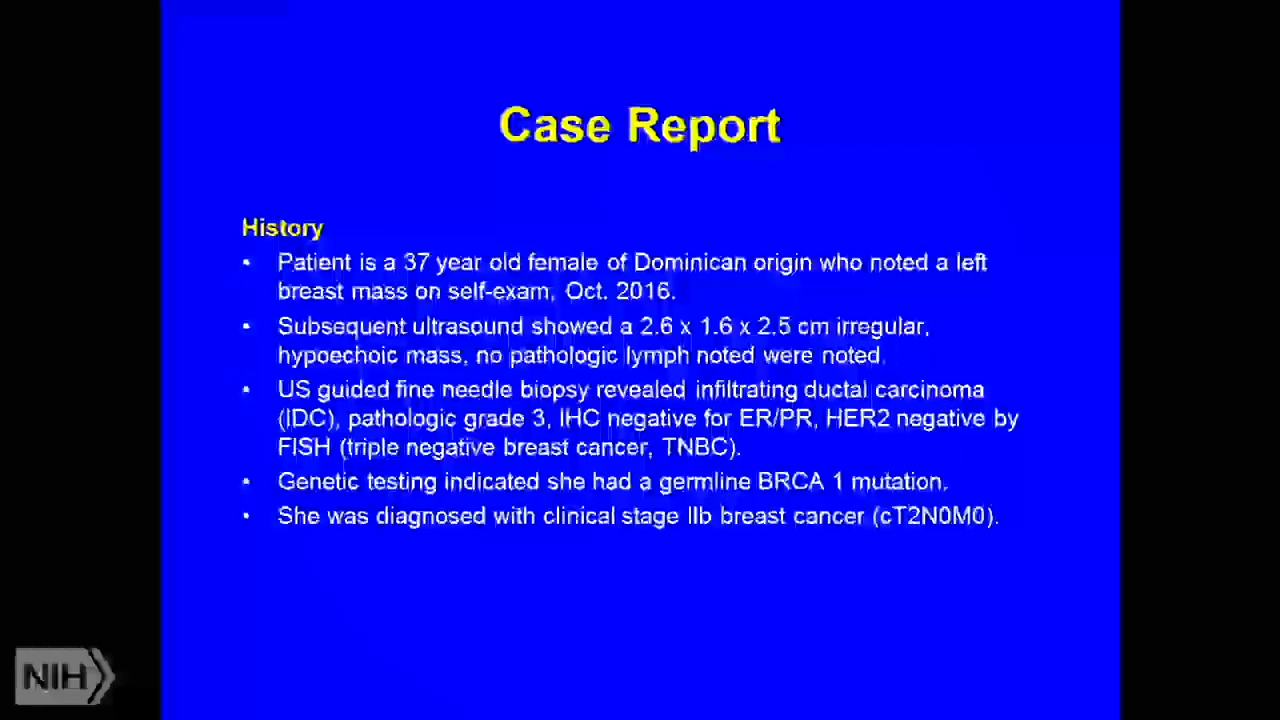 Case Report
History
• Patient is a 37 year old female of Dominican origin who noted a left
breast mass on self-exam, Oct. 2016.
• Subsequent ultrasound showed a 2.6 x 1.6 x 2.5 cm irregular,
hypoechoic mass, no pathologic lymph noted were noted.
• US guided fine needle biopsy revealed infiltrating ductal carcinoma
(IDC), pathologic grade 3, IHC negative for ER/PR, HER2 negative by
FISH (triple negative breast cancer, TNBC).
• Genetic testing indicated she had a germline BRCA 1 mutation.
• She was diagnosed with clinical stage IIb breast cancer (cT2N0M0).
NIH